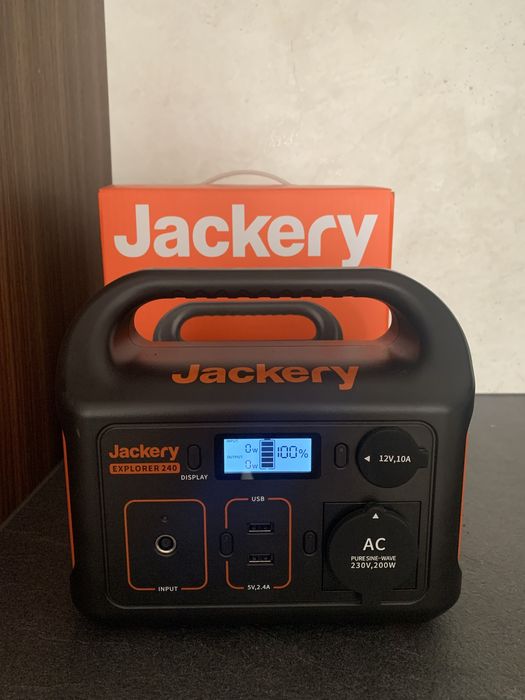 Jackery
Jackery
Jackery
EXPLORER 240
DISPLAY
INPUT
0W
OUTPUT
0W
100%
12V,10A
INPUT
USB
5V,2.4A
AC
PURE SINE-WAVE
230V,200W